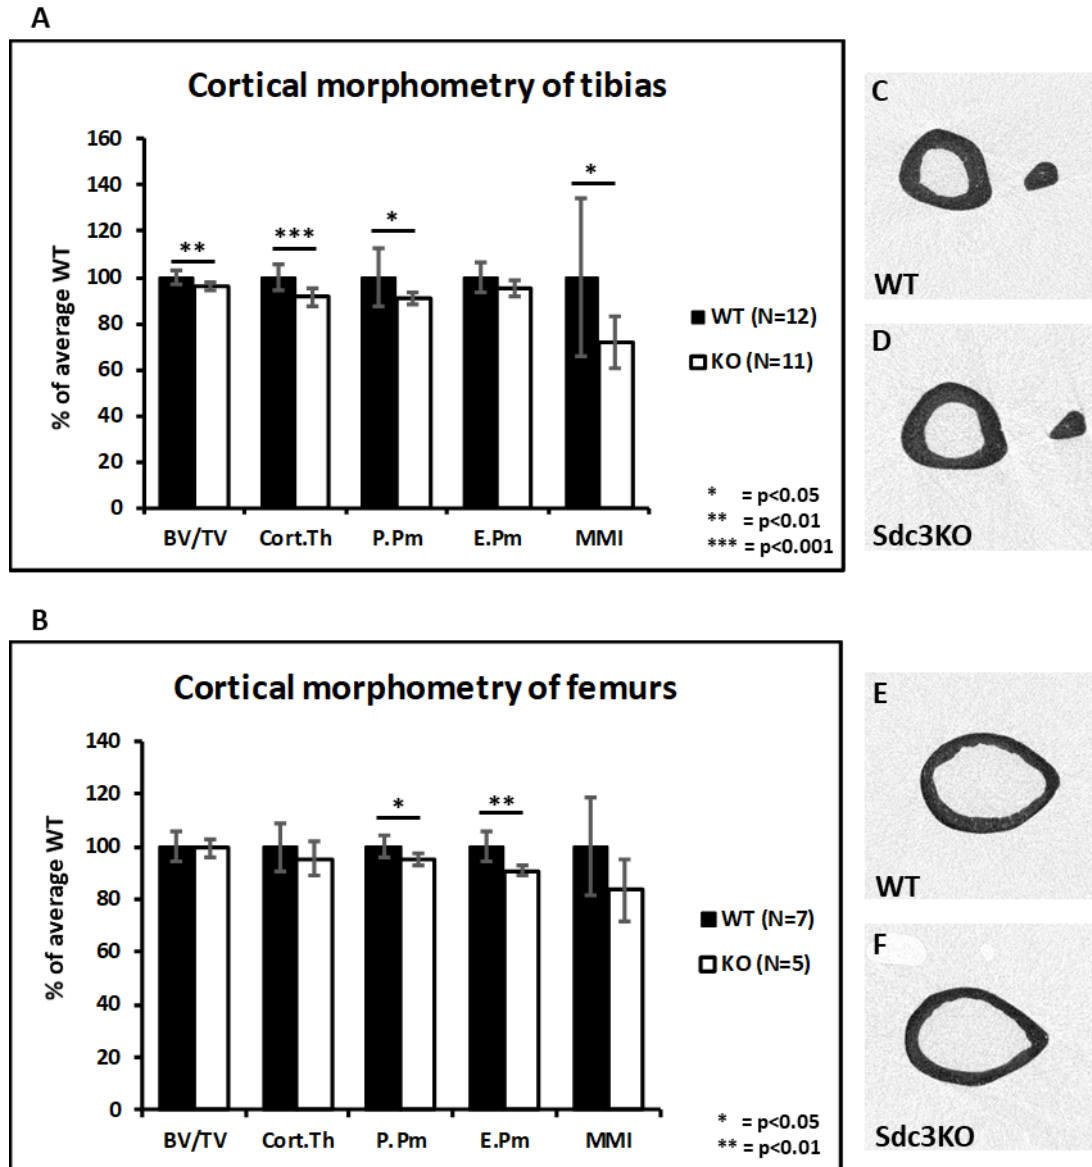 A
Cortical morphometry of tibias
% of average WT
160
140
120
100
80
60
40
20
0
**
***
*
*
BV/TV
Cort.Th
P.Pm
E.Pm
MMI
WT (N=12)
KO (N=11)
* = p<0.05
** = p<0.01
*** = p<0.001
C
WT
D
Sdc3KO
B
Cortical morphometry of femurs
% of average WT
140
120
100
80
60
40
20
0
*
**
BV/TV
Cort.Th
P.Pm
E.Pm
MMI
WT (N=7)
KO (N=5)
* = p<0.05
** = p<0.01
E
WT
F
Sdc3KO